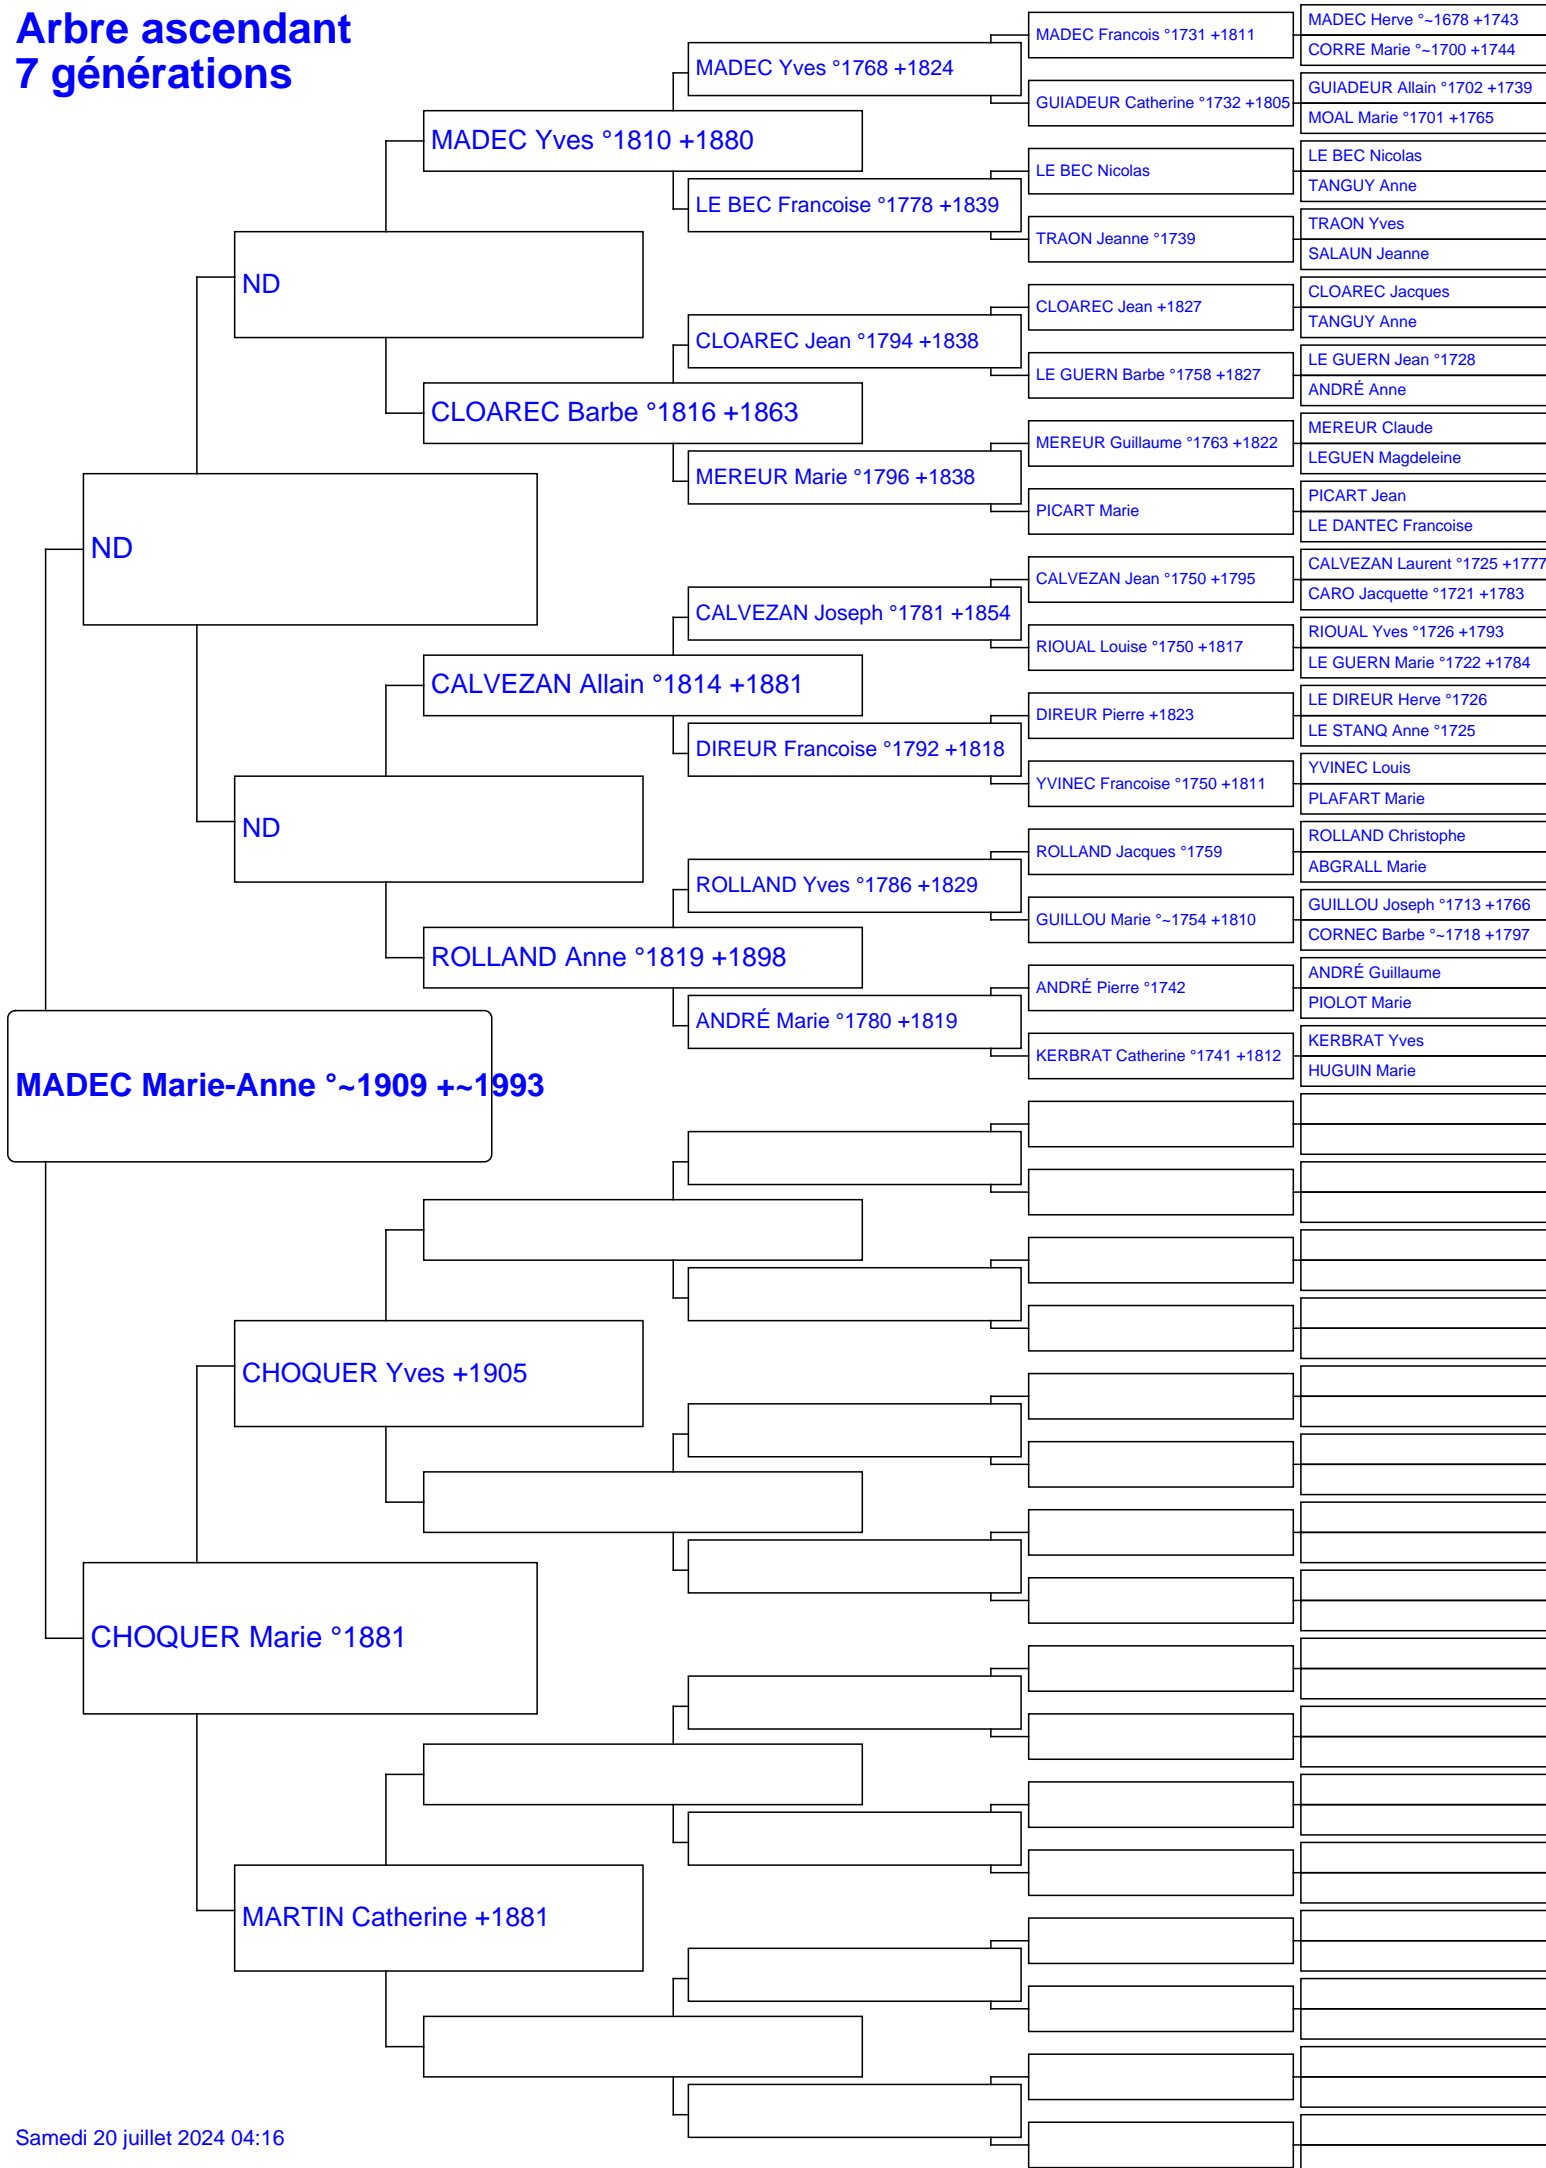 Arbre ascendant
7 générations
MADEC Marie-Anne °~1909 +~1993
ND
CHOQUER Marie °1881
ND
ND
CHOQUER Yves +1905
MARTIN Catherine +1881
MADEC Yves °1810 +1880
CLOAREC Barbe °1816 +1863
CALVEZAN Allain °1814 +1881
ROLLAND Anne °1819 +1898
MADEC Yves °1768 +1824
LE BEC Francoise °1778 +1839
CLOAREC Jean °1794 +1838
MEREUR Marie °1796 +1838
CALVEZAN Joseph °1781 +1854
DIREUR Francoise °1792 +1818
ROLLAND Yves °1786 +1829
ANDRÉ Marie °1780 +1819
MADEC Francois °1731 +1811
GUIADEUR Catherine °1732 +1805
LE BEC Nicolas
TRAON Jeanne °1739
CLOAREC Jean +1827
LE GUERN Barbe °1758 +1827
MEREUR Guillaume °1763 +1822
PICART Marie
CALVEZAN Jean °1750 +1795
RIOUAL Louise °1750 +1817
DIREUR Pierre +1823
YVINEC Francoise °1750 +1811
ROLLAND Jacques °1759
GUILLOU Marie °~1754 +1810
ANDRÉ Pierre °1742
KERBRAT Catherine °1741 +1812
MADEC Herve °~1678 +1743
CORRE Marie °~1700 +1744
GUIADEUR Allain °1702 +1739
MOAL Marie °1701 +1765
LE BEC Nicolas
TANGUY Anne
TRAON Yves
SALAUN Jeanne
CLOAREC Jacques
TANGUY Anne
LE GUERN Jean °1728
ANDRÉ Anne
MEREUR Claude
LEGUEN Magdeleine
PICART Jean
LE DANTEC Francoise
CALVEZAN Laurent °1725 +1777
CARO Jacquette °1721 +1783
RIOUAL Yves °1726 +1793
LE GUERN Marie °1722 +1784
LE DIREUR Herve °1726
LE STANQ Anne °1725
YVINEC Louis
PLAFART Marie
ROLLAND Christophe
ABGRALL Marie
GUILLOU Joseph °1713 +1766
CORNEC Barbe °~1718 +1797
ANDRÉ Guillaume
PIOLOT Marie
KERBRAT Yves
HUGUIN Marie
Samedi 20 juillet 2024 04:16